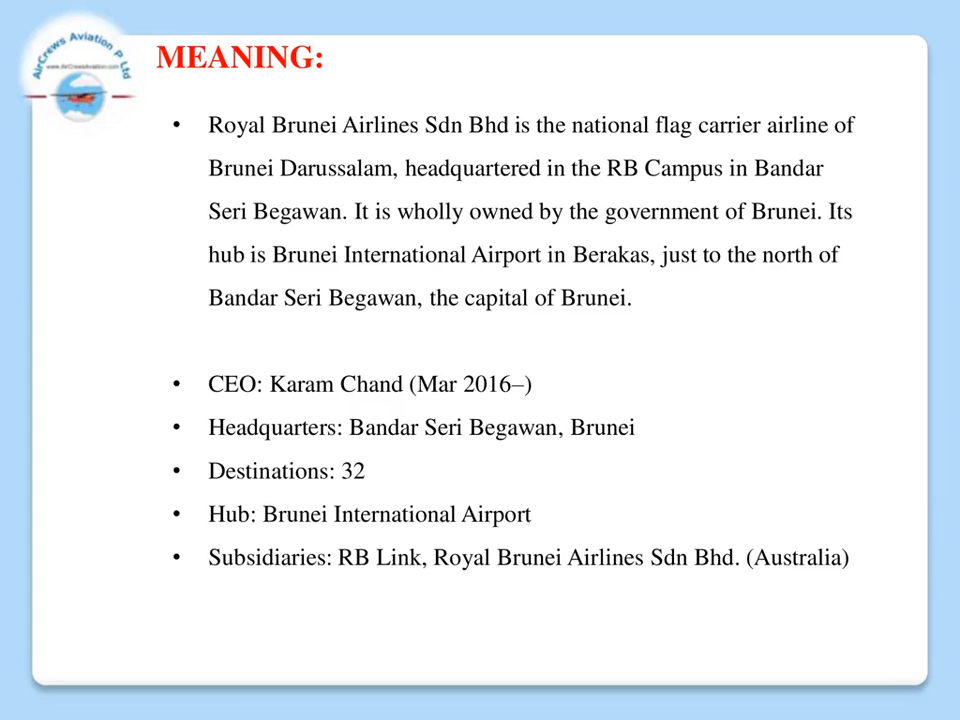 AirCrews Aviation P Ltd
www.AirCrewsAviation.com
MEANING:
• Royal Brunei Airlines Sdn Bhd is the national flag carrier airline of
Brunei Darussalam, headquartered in the RB Campus in Bandar
Seri Begawan. It is wholly owned by the government of Brunei. Its
hub is Brunei International Airport in Berakas, just to the north of
Bandar Seri Begawan, the capital of Brunei.
• CEO: Karam Chand (Mar 2016–)
• Headquarters: Bandar Seri Begawan, Brunei
• Destinations: 32
• Hub: Brunei International Airport
• Subsidiaries: RB Link, Royal Brunei Airlines Sdn Bhd. (Australia)